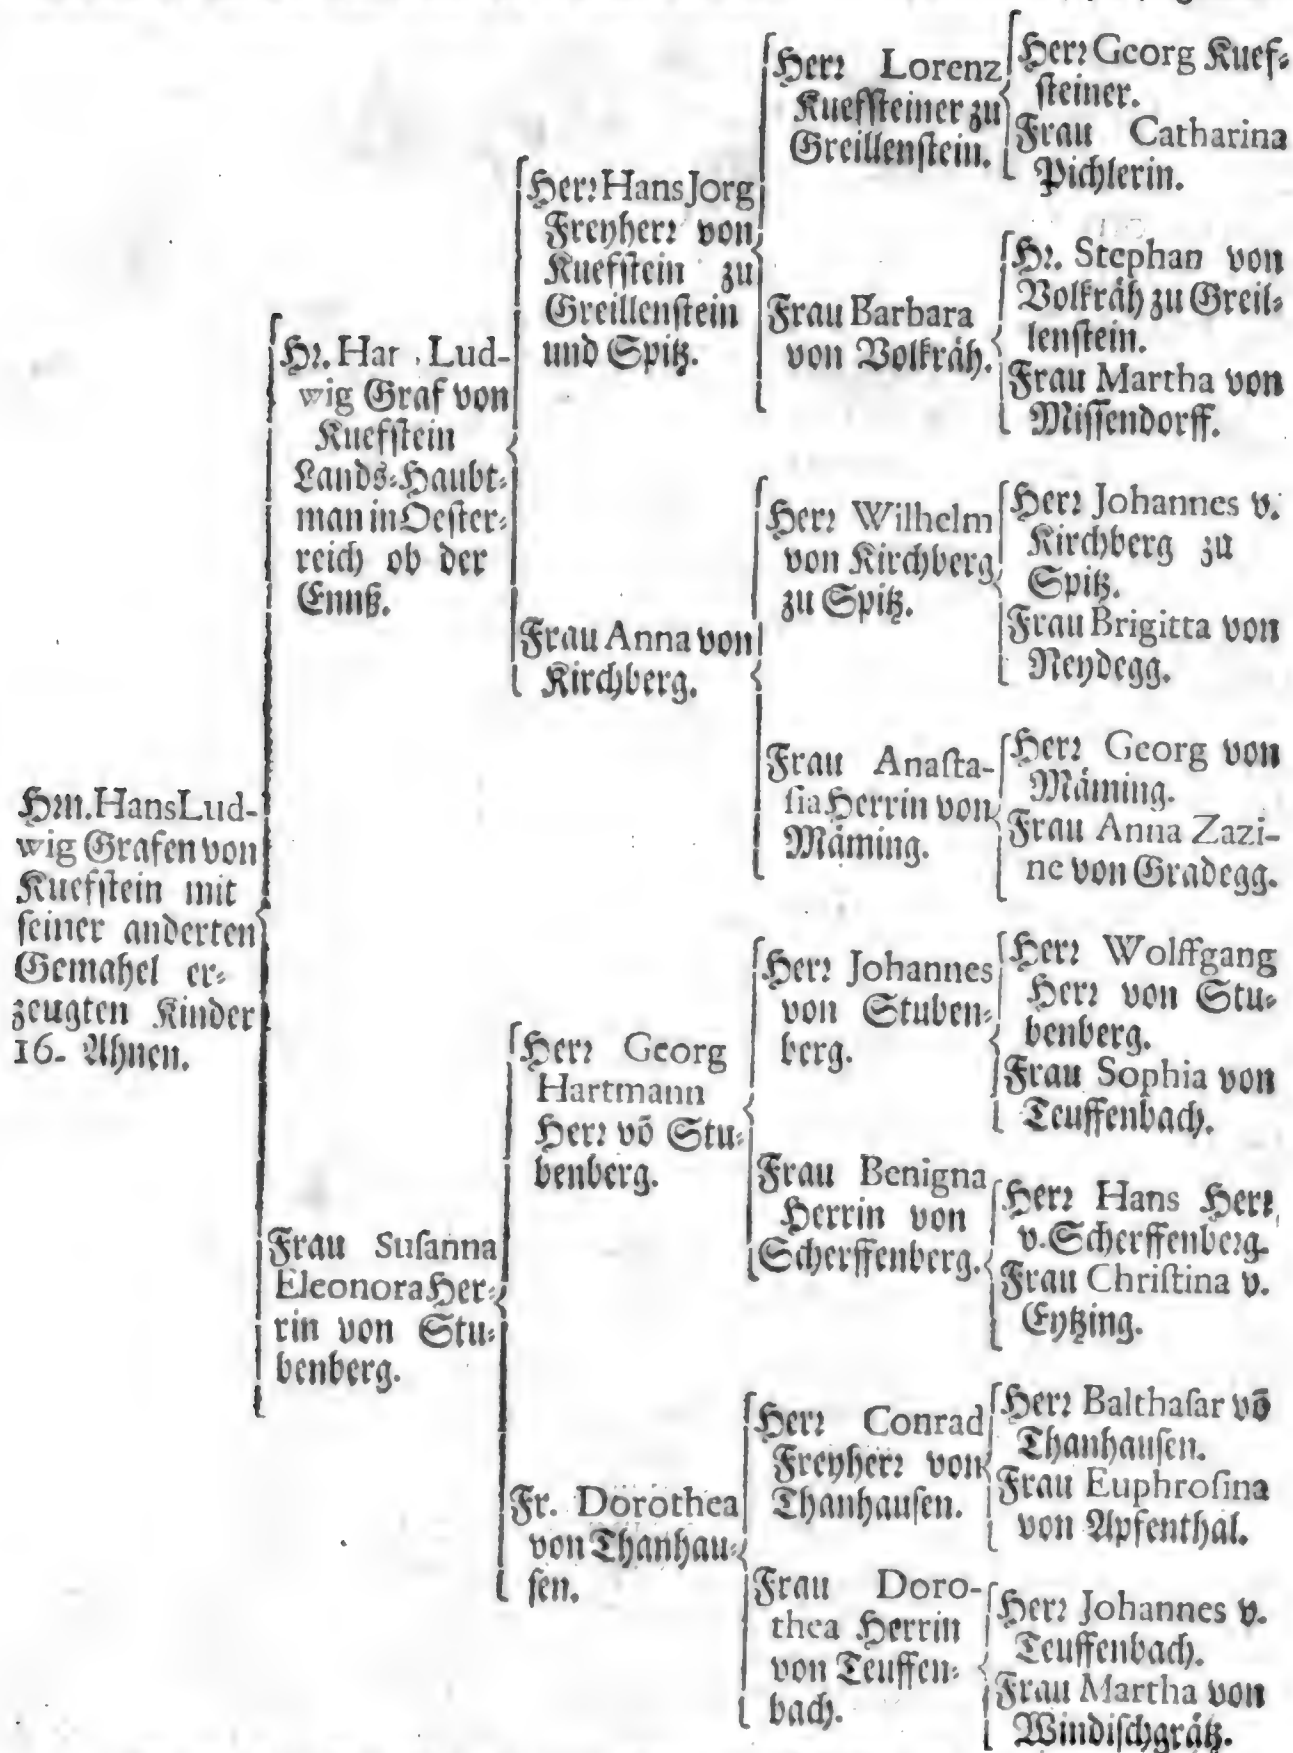 Hrn. Hans Lud-
wig Grafen von
Kuefstein mit
seiner anderten
Gemahel er-
zeugten Kinder
16. Ahnen.
Hr. Har Lud-
wig Graf von
Kuefstein
Lands-Haubt-
man in Oester-
reich ob der
Ennß.
Frau Susanna
Eleonora Her-
rin von Stu-
benberg.
Herr Hans Jorg
Freyherr von
Kuefstein zu
Greillenstein
und Spitz.
Frau Anna von
Kirchberg.
Herr Georg
Hartmann
Herr võ Stu-
benberg.
Fr. Dorothea
von Thanhau-
sen.
Herr Lorenz
Kueffsteiner zu
Greillenstein.
Frau Barbara
von Volkräh.
Herr Wilhelm
von Kirchberg
zu Spitz.
Frau Anasta-
sia Herrin von
Mäming.
Herr Johannes
von Stuben-
berg.
Frau Benigna
Herrin von
Scherffenberg.
Herr Conrad
Freyherr von
Thanhausen.
Frau Doro-
thea Herrin
von Teuffen-
bach.
Herr Georg Kuef-
steiner.
Frau Catharina
Pichlerin.
Hr. Stephan von
Volkräh zu Greil-
lenstein.
Frau Martha von
Missendorff.
Herr Johannes v.
Kirchberg zu
Spitz.
Frau Brigitta von
Neydegg.
Herr Georg von
Mäming.
Frau Anna Zazi-
ne von Gradegg.
Herr Wolffgang
Herr von Stu-
benberg.
Frau Sophia von
Teuffenbach.
Herr Hans Herr
v. Scherffenberg.
Frau Christina v.
Eytzing.
Herr Balthasar võ
Thanhausen.
Frau Euphrosina
von Apfenthal.
Herr Johannes v.
Teuffenbach.
Frau Martha von
Windischgrätz.